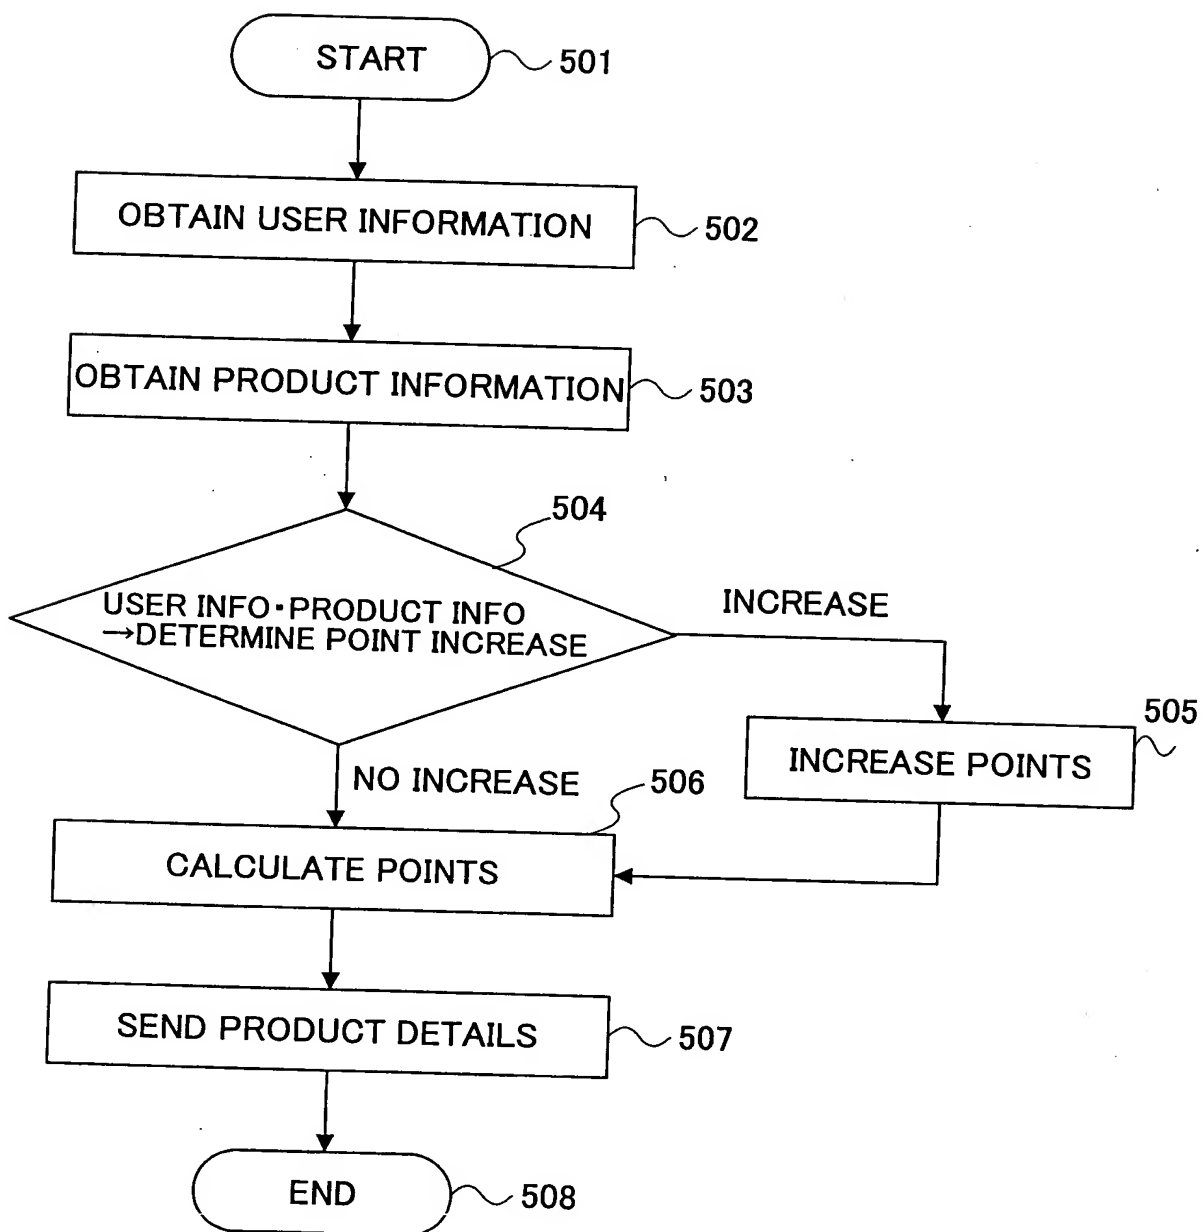 START
501
OBTAIN USER INFORMATION
502
OBTAIN PRODUCT INFORMATION
503
504
USER INFO・PRODUCT INFO
→DETERMINE POINT INCREASE
INCREASE
505
INCREASE POINTS
NO INCREASE
506
CALCULATE POINTS
SEND PRODUCT DETAILS
507
END
508